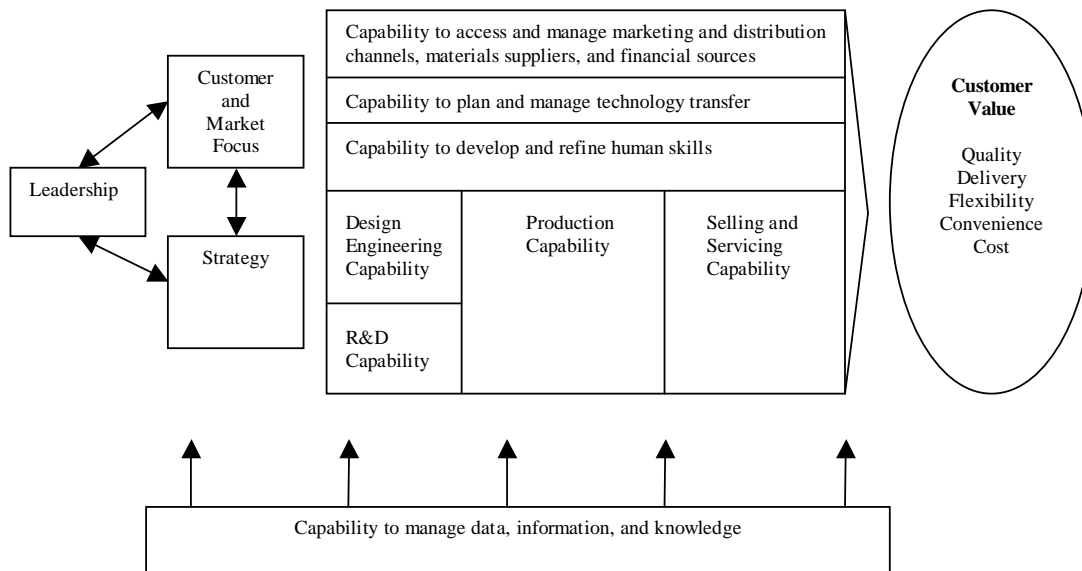 Leadership
Customer
and
Market
Focus
Strategy
Capability to access and manage marketing and distribution
channels, materials suppliers, and financial sources
Capability to plan and manage technology transfer
Capability to develop and refine human skills
Design
Engineering
Capability
R&D
Capability
Production
Capability
Selling and
Servicing
Capability
Customer
Value
Quality
Delivery
Flexibility
Convenience
Cost
Capability to manage data, information, and knowledge